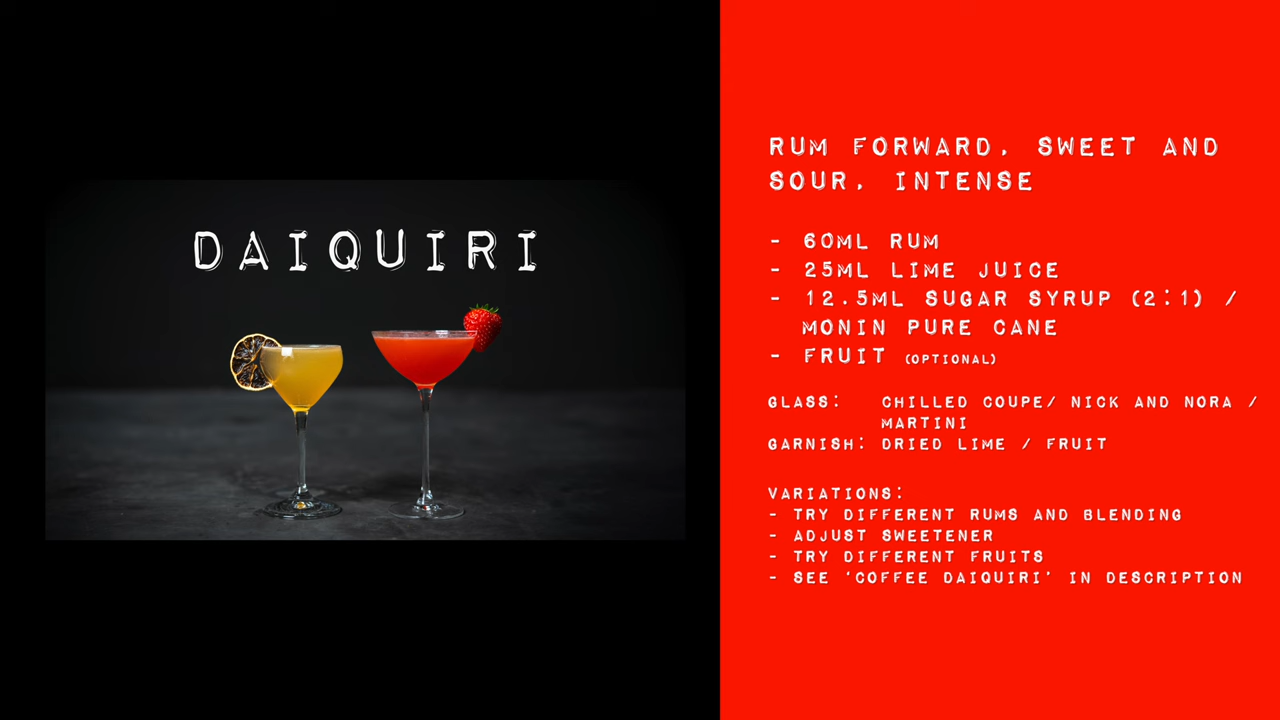 DAIQUIRI
RUM FORWARD, SWEET AND
SOUR, INTENSE
- 60ML RUM
- 25ML LIME JUICE
- 12.5ML SUGAR SYRUP (2:1) /
MONIN PURE CANE
- FRUIT (OPTIONAL)
GLASS: CHILLED COUPE/ NICK AND NORA /
MARTINI
GARNISH: DRIED LIME / FRUIT
VARIATIONS:
- TRY DIFFERENT RUMS AND BLENDING
- ADJUST SWEETENER
- TRY DIFFERENT FRUITS
- SEE 'COFFEE DAIQUIRI' IN DESCRIPTION